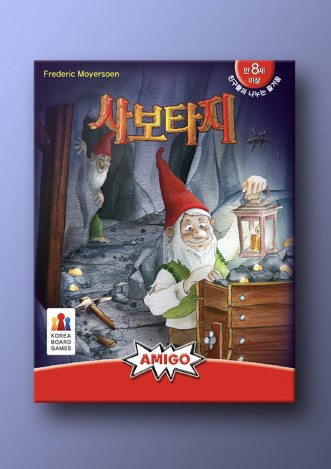 Frederic Moyersoen
만 8세
이상
친구들과 나누는 즐거움
사보타지
KOREA
BOARD
GAMES
AMIGO